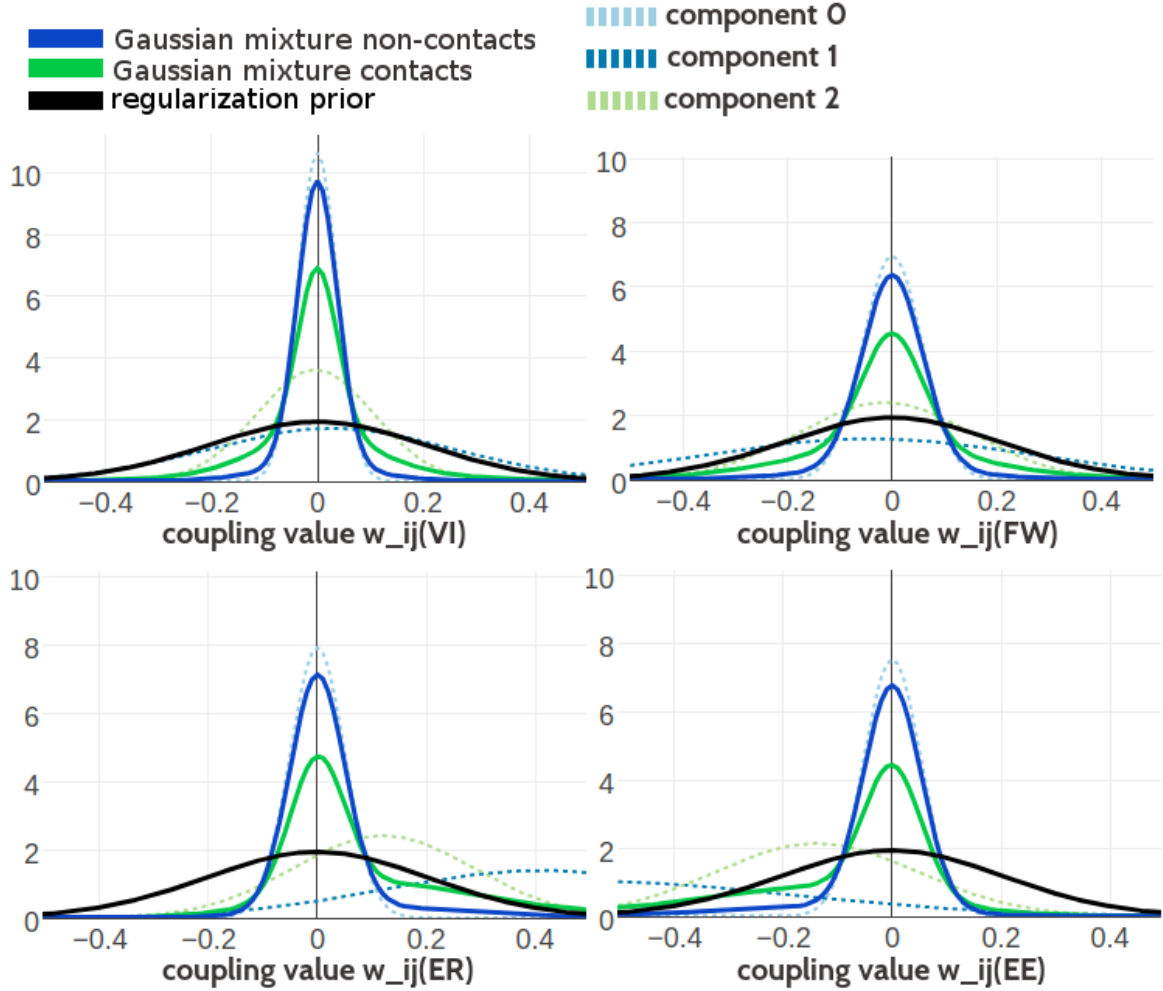 Gaussian mixture non-contacts
Gaussian mixture contacts
regularization prior
component 0
component 1
component 2
10
8
6
4
2
0
−0.4 −0.2 0 0.2 0.4
coupling value w_ij(VI)
10
8
6
4
2
0
−0.4 −0.2 0 0.2 0.4
coupling value w_ij(FW)
10
8
6
4
2
0
−0.4 −0.2 0 0.2 0.4
coupling value w_ij(ER)
10
8
6
4
2
0
−0.4 −0.2 0 0.2 0.4
coupling value w_ij(EE)